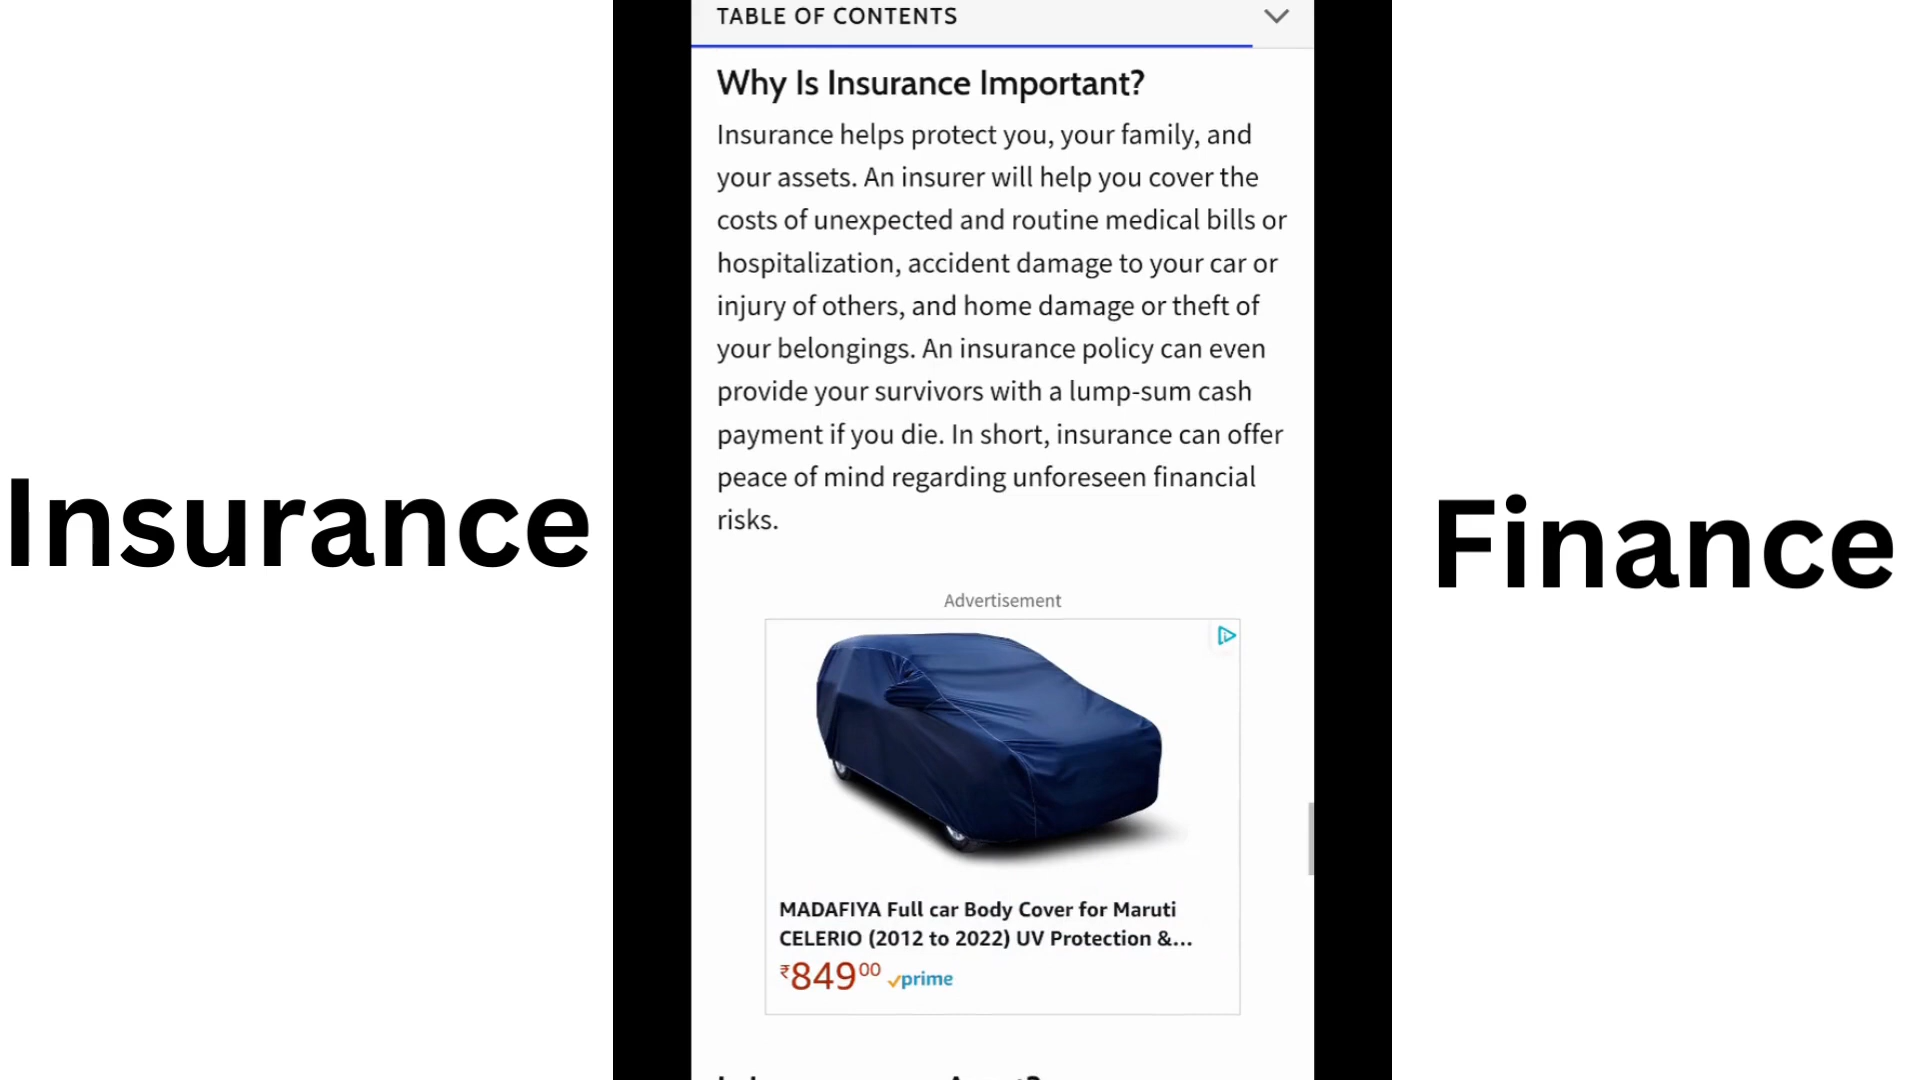 TABLE OF CONTENTS
Why Is Insurance Important?
Insurance helps protect you, your family, and
your assets. An insurer will help you cover the
costs of unexpected and routine medical bills or
hospitalization, accident damage to your car or
injury of others, and home damage or theft of
your belongings. An insurance policy can even
provide your survivors with a lump-sum cash
payment if you die. In short, insurance can offer
peace of mind regarding unforeseen financial
risks.
Insurance
Finance
Advertisement
MADAFIYA Full car Body Cover for Maruti
CELERIO (2012 to 2022) UV Protection &...
₹84900 prime